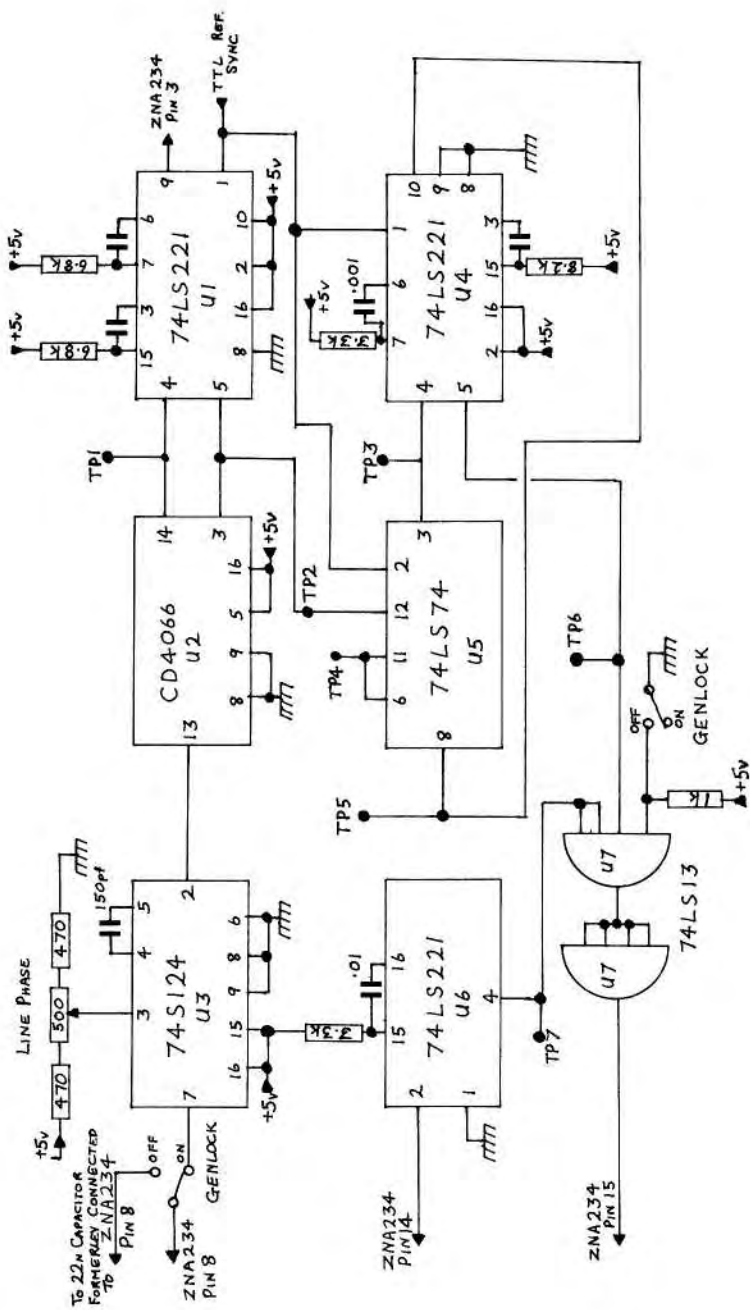 To 22n CAPACITOR
FORMERLEY CONNECTED
TO ZNA234
PIN 8
OFF
ON
GENLOCK
ZNA234
PIN 8
+5v
470
LINE PHASE
500
470
150pf
4
5
3
7
2
74S124
U3
16
15
9
8
6
+5v
13
CD4066
U2
14
3
8
9
5
16
+5v
TP1
TP2
+5v
6.8k
+5v
6.8k
15
3
7
6
4
5
74LS221
U1
9
1
8
16
2
10
+5v
ZNA234
PIN 3
TTL REF.
SYNC
3.3k
.01
15
16
ZNA234
PIN 14
2
1
74LS221
U6
4
TP7
TP5
TP4
8
6
11
12
2
74LS74
U5
3
TP3
+5v
3.3k
.001
7
6
1
10
9
8
4
5
74LS221
U4
2
16
15
3
+5v
8.2k
+5v
TP6
OFF
ON
GENLOCK
1k
+5v
U7
U7
74LS13
ZNA234
PIN 15